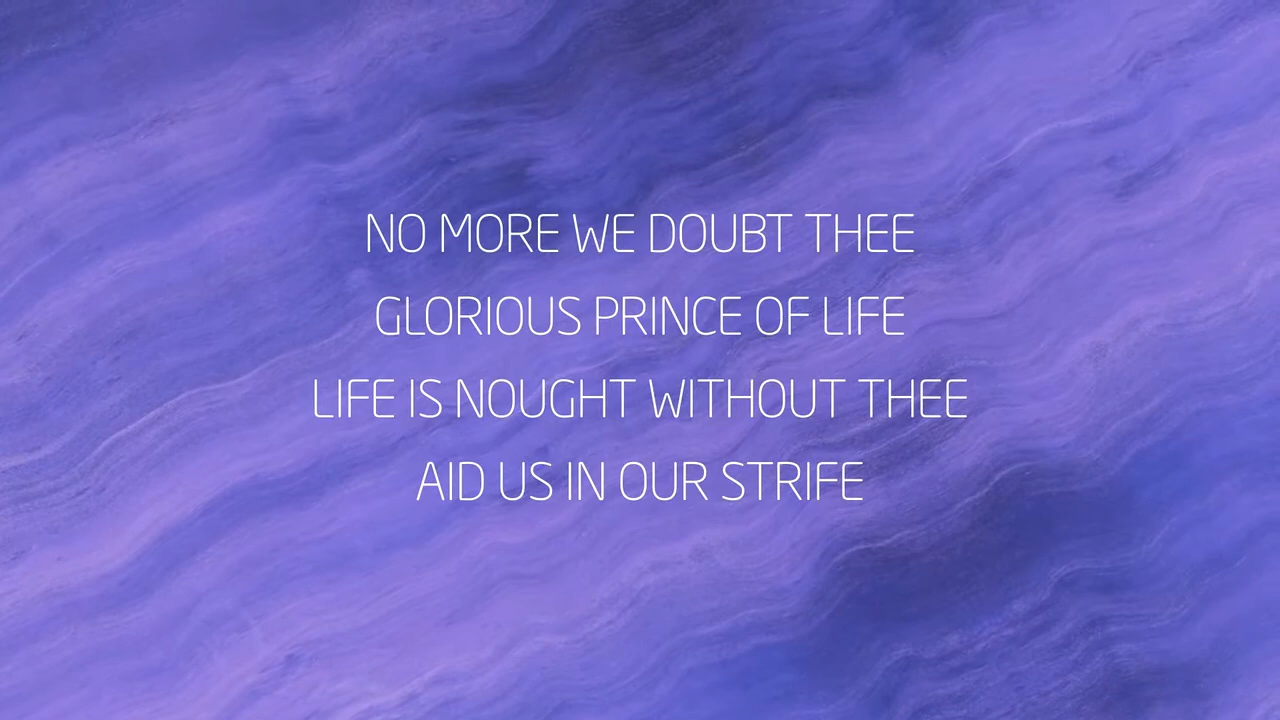 NO MORE WE DOUBT THEE
GLORIOUS PRINCE OF LIFE
LIFE IS NOUGHT WITHOUT THEE
AID US IN OUR STRIFE